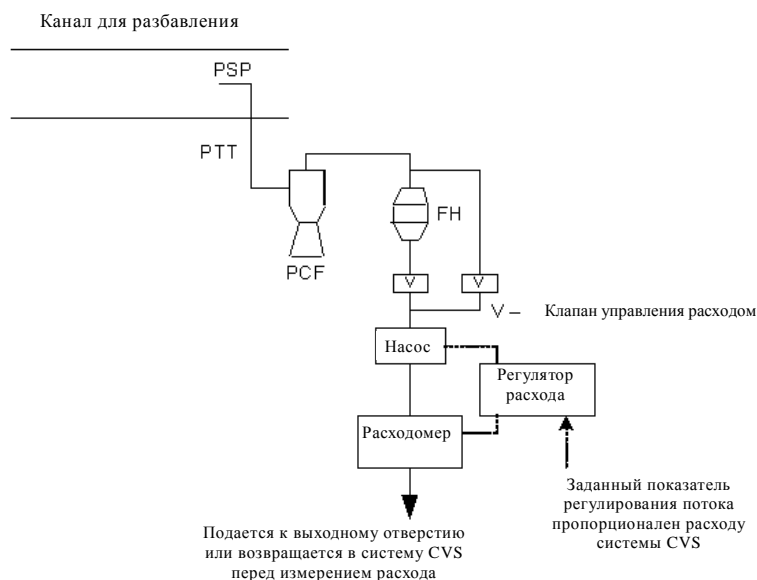 Канал для разбавления
PSP
PTT
FH
PCF
V
V
V – Клапан управления расходом
Насос
Регулятор
расхода
Расходомер
Заданный показатель
регулирования потока
пропорционален расходу
системы CVS
Подается к выходному отверстию
или возвращается в систему CVS
перед измерением расхода